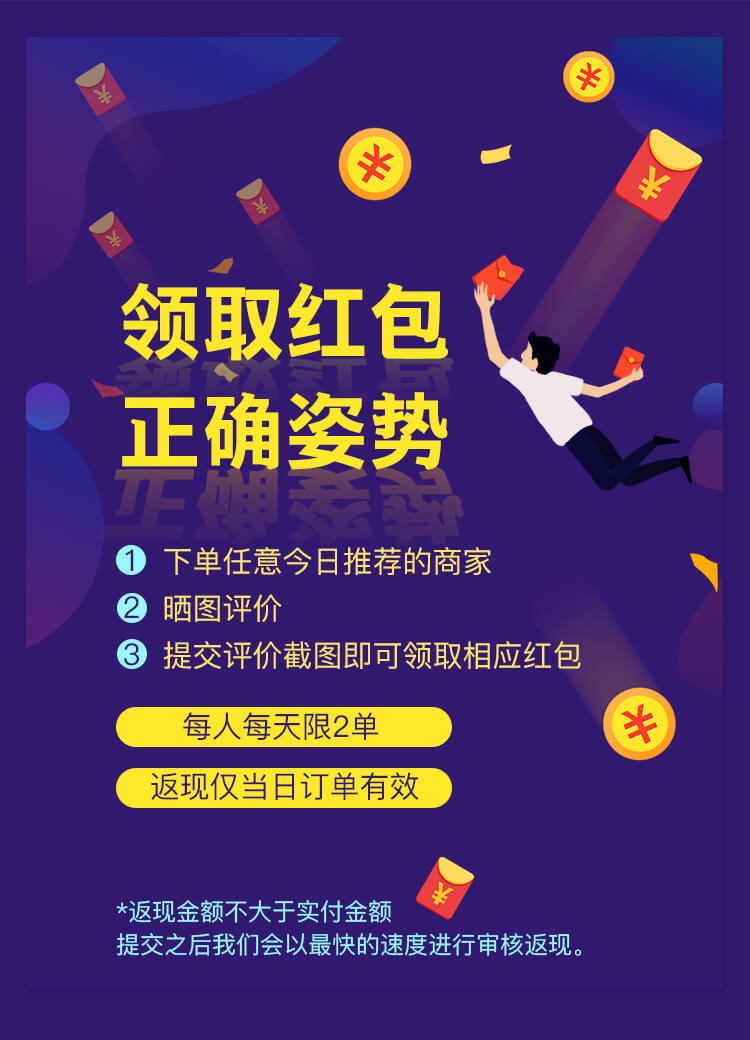 领取红包
正确姿势
1 下单任意今日推荐的商家
2 晒图评价
3 提交评价截图即可领取相应红包
每人每天限2单
返现仅当日订单有效
*返现金额不大于实付金额
提交之后我们会以最快的速度进行审核返现。